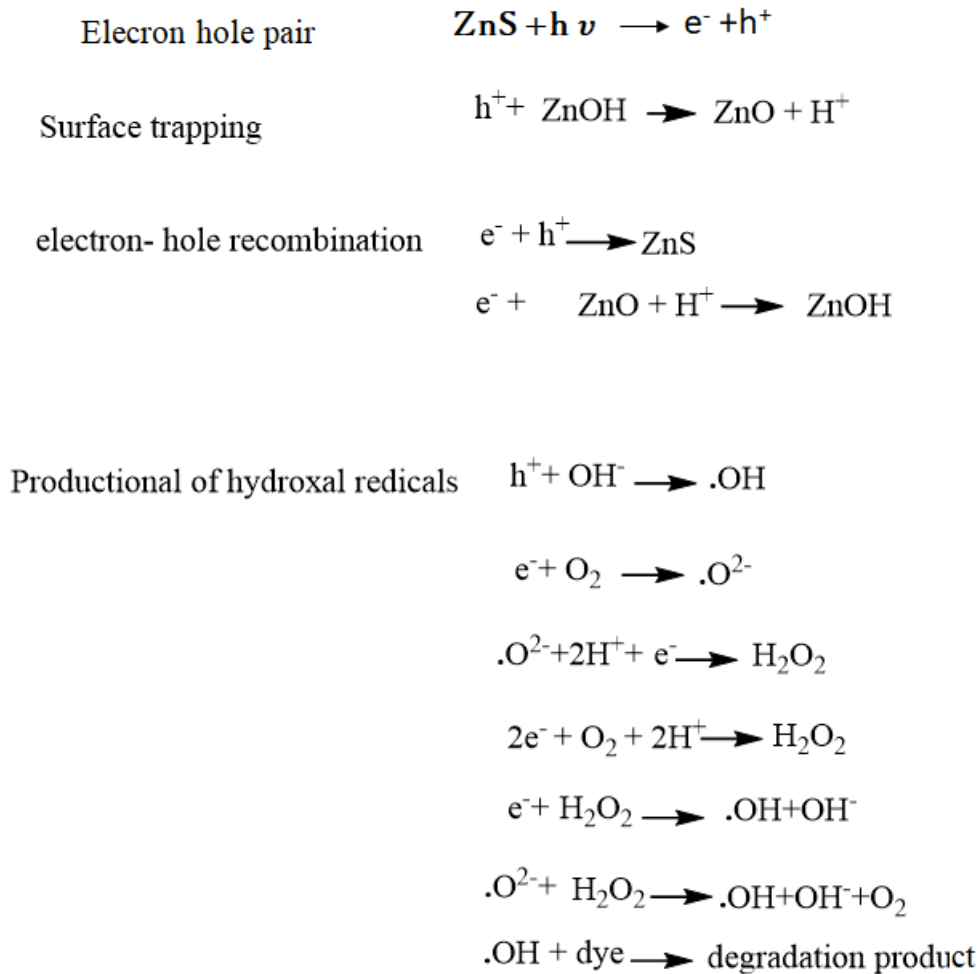 Elecron hole pair ZnS + h υ → e⁻ +h⁺
Surface trapping h⁺+ ZnOH → ZnO + H⁺
electron- hole recombination e⁻ + h⁺ → ZnS
e⁻ + ZnO + H⁺ → ZnOH
Productional of hydroxal redicals h⁺+ OH⁻ → .OH
e⁻+ O₂ → .O²⁻
.O²⁻+2H⁺+ e⁻ → H₂O₂
2e⁻ + O₂ + 2H⁺ → H₂O₂
e⁻+ H₂O₂ → .OH+OH⁻
.O²⁻+ H₂O₂ → .OH+OH⁻+O₂
.OH + dye → degradation product